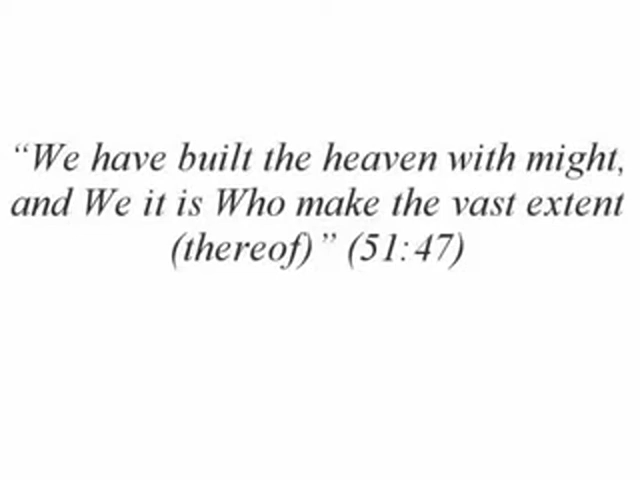 “We have built the heaven with might,
and We it is Who make the vast extent
(thereof)” (51:47)